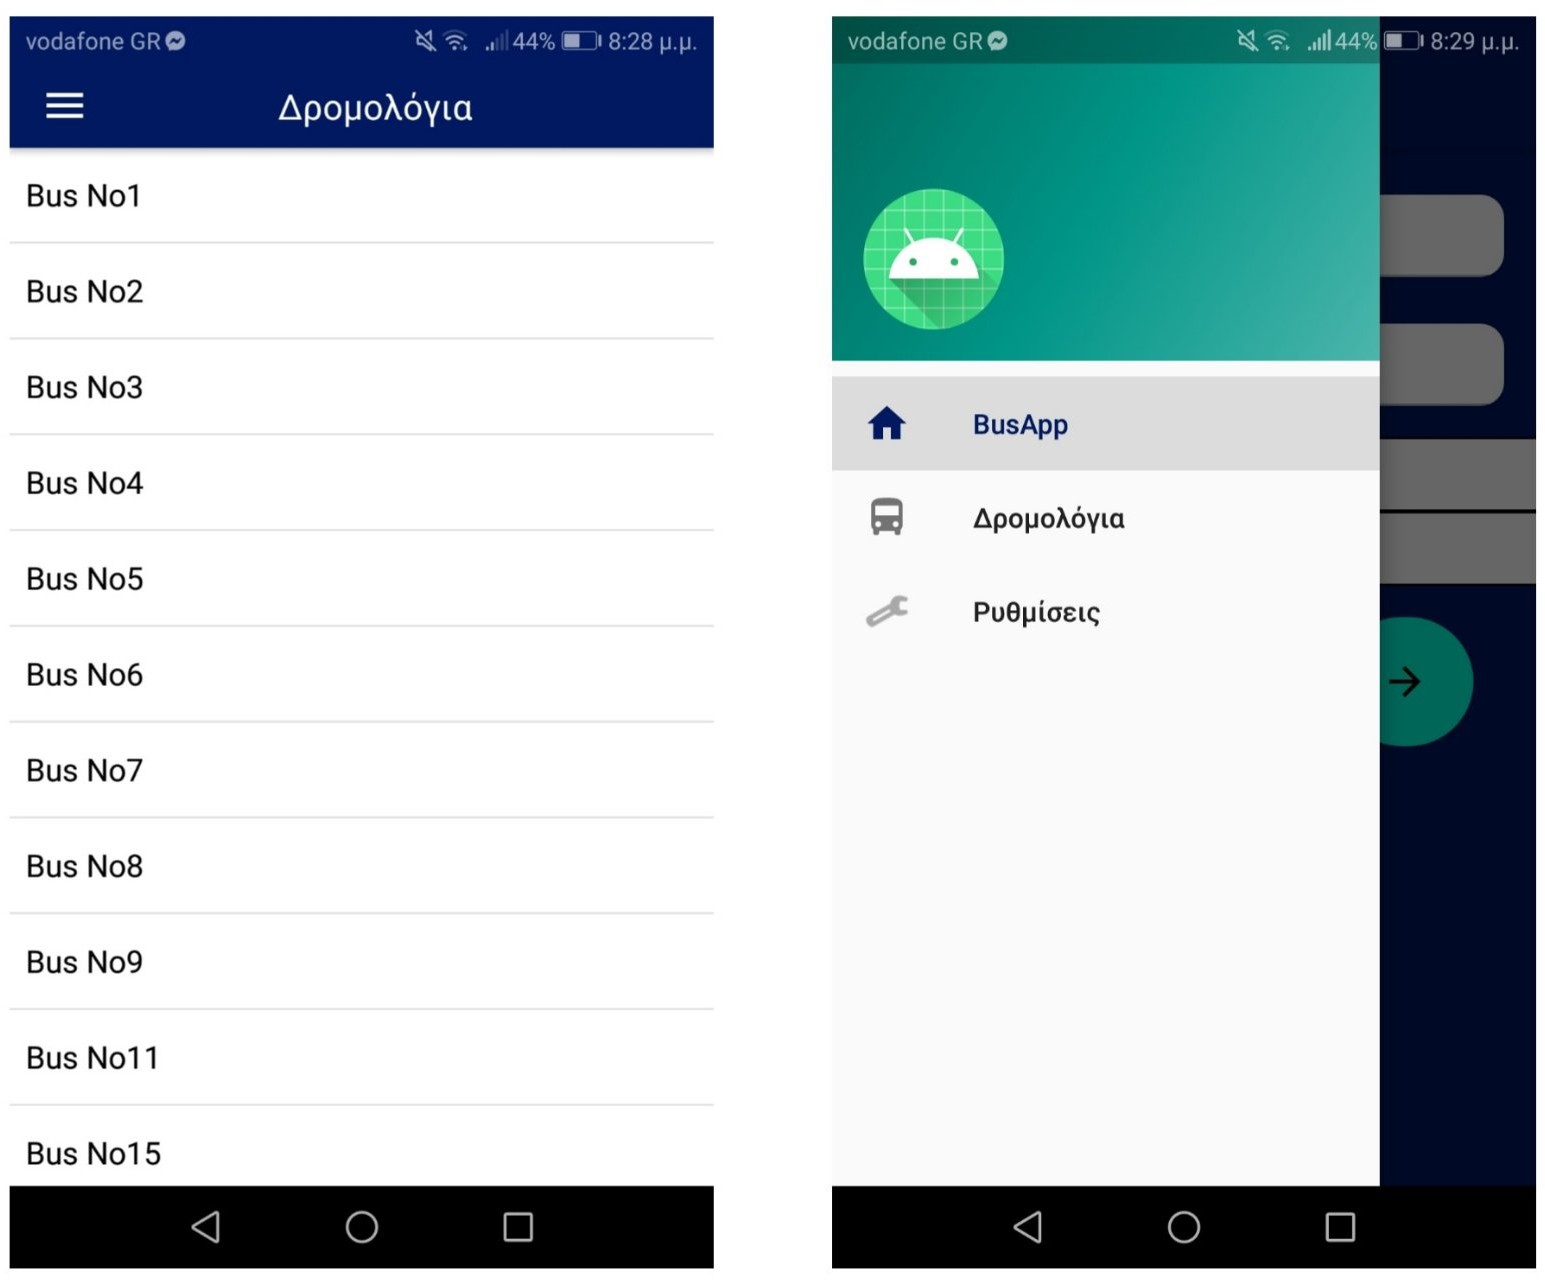 vodafone GR 44% 8:28 μ.μ.
Δρομολόγια
Bus No1
Bus No2
Bus No3
Bus No4
Bus No5
Bus No6
Bus No7
Bus No8
Bus No9
Bus No11
Bus No15
vodafone GR 44% 8:29 μ.μ.
BusApp
Δρομολόγια
Ρυθμίσεις